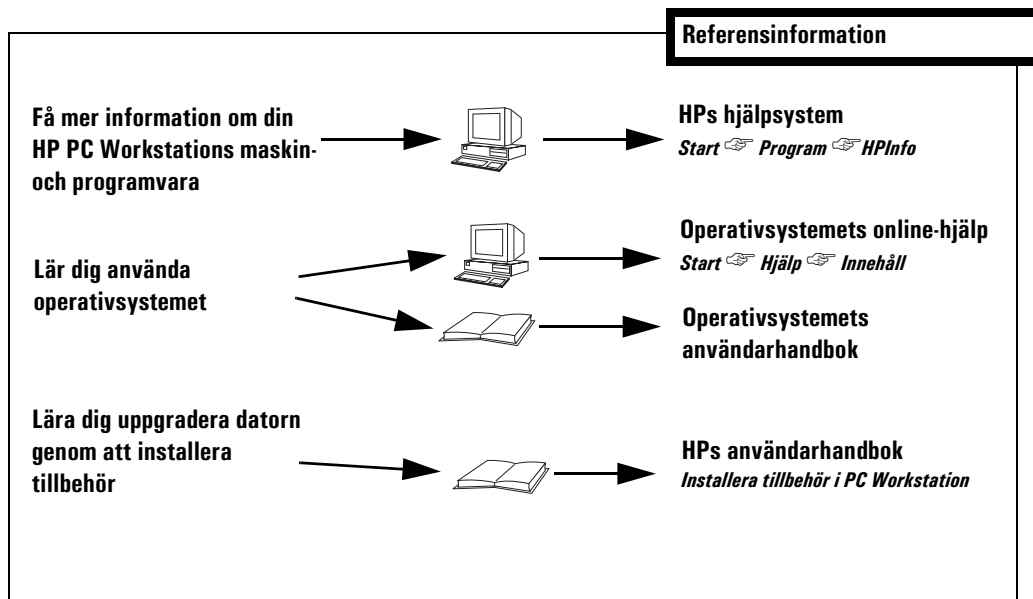 Referensinformation
Få mer information om din
HP PC Workstations maskin-
och programvara
HPs hjälpsystem
Start ☞ Program ☞ HPInfo
Lär dig använda
operativsystemet
Operativsystemets online-hjälp
Start ☞ Hjälp ☞ Innehåll
Operativsystemets
användarhandbok
Lära dig uppgradera datorn
genom att installera
tillbehör
HPs användarhandbok
Installera tillbehör i PC Workstation